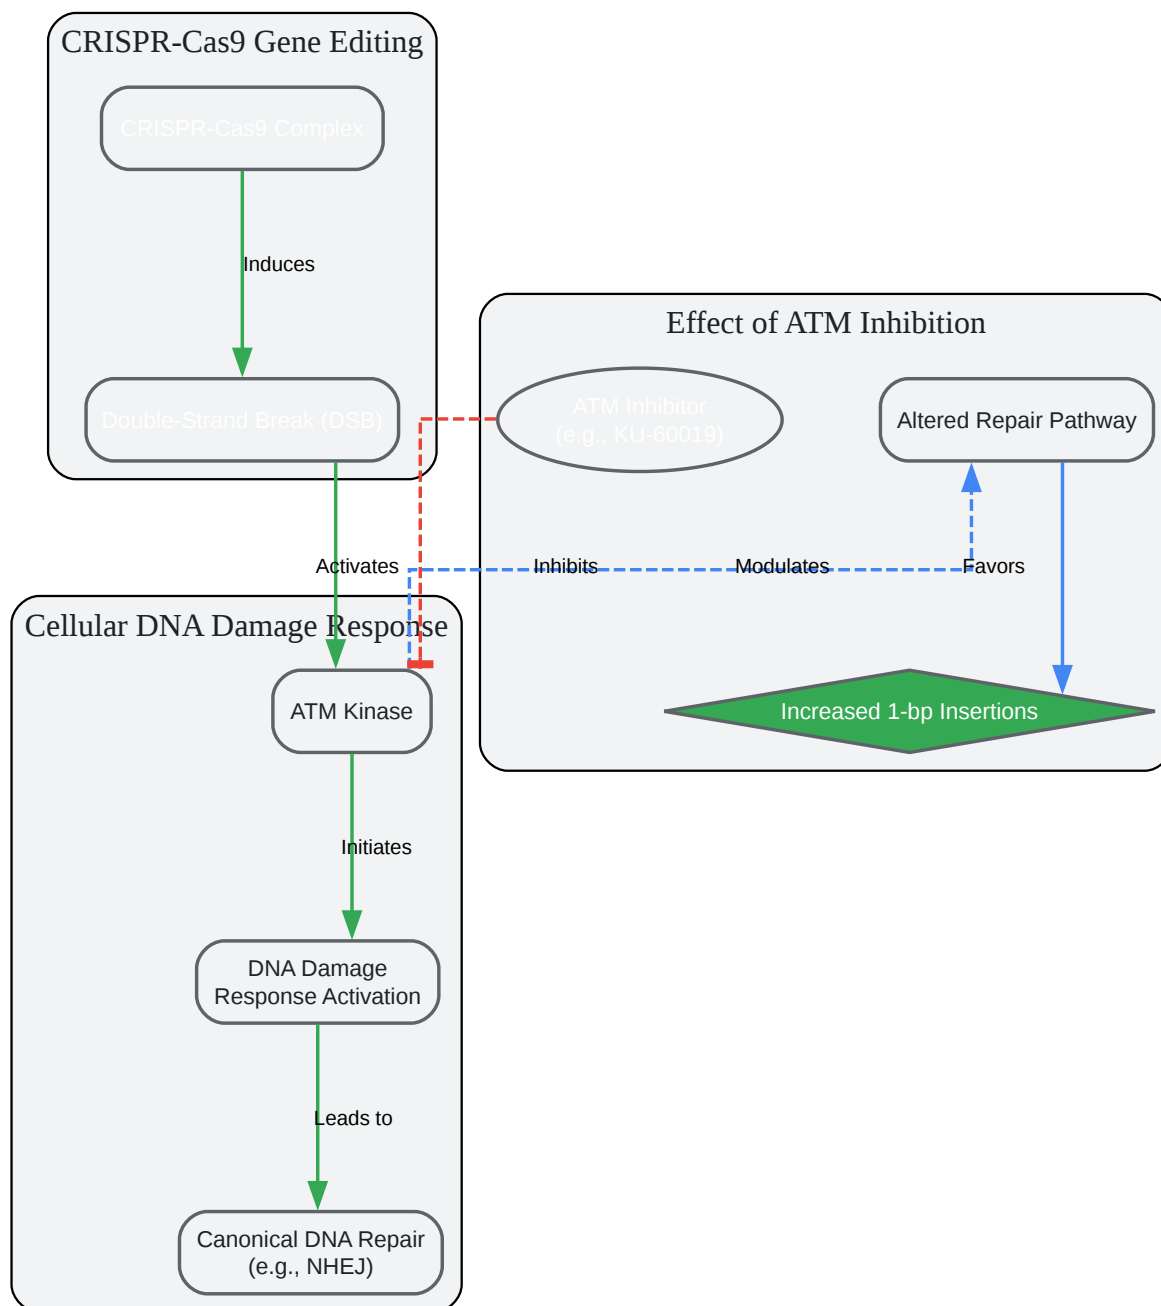 CRISPR-Cas9 Gene Editing
CRISPR-Cas9 Complex
Induces
Double-Strand Break (DSB)
Effect of ATM Inhibition
ATM Inhibitor
(e.g., KU-60019)
Altered Repair Pathway
Activates
Inhibits
Modulates
Favors
Cellular DNA Damage Response
ATM Kinase
Increased 1-bp Insertions
Initiates
DNA Damage
Response Activation
Leads to
Canonical DNA Repair
(e.g., NHEJ)